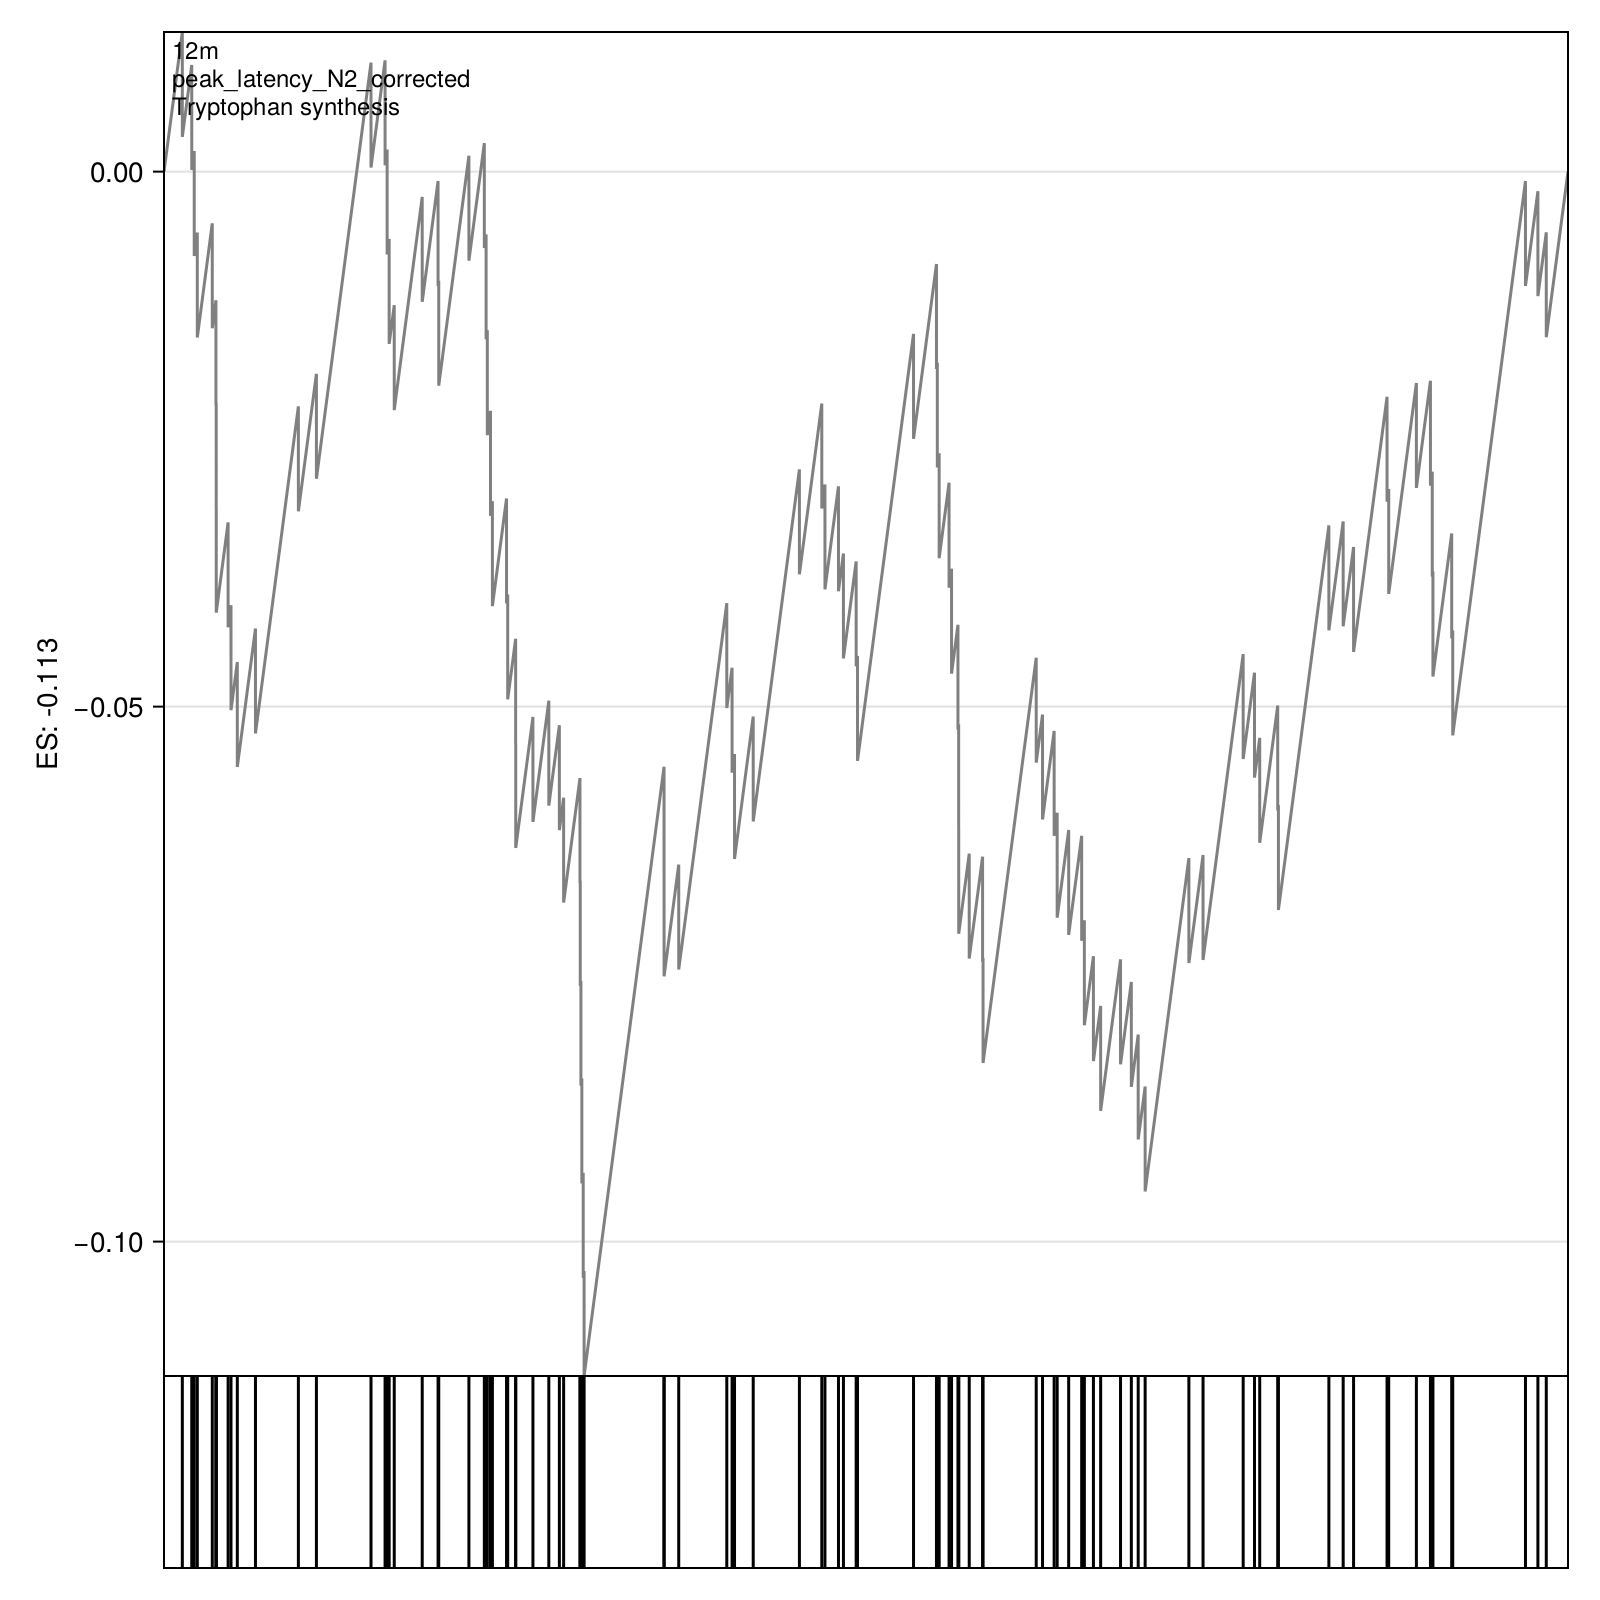 12m
peak_latency_N2_corrected
Tryptophan synthesis
0.00
−0.05
−0.10
ES: -0.113